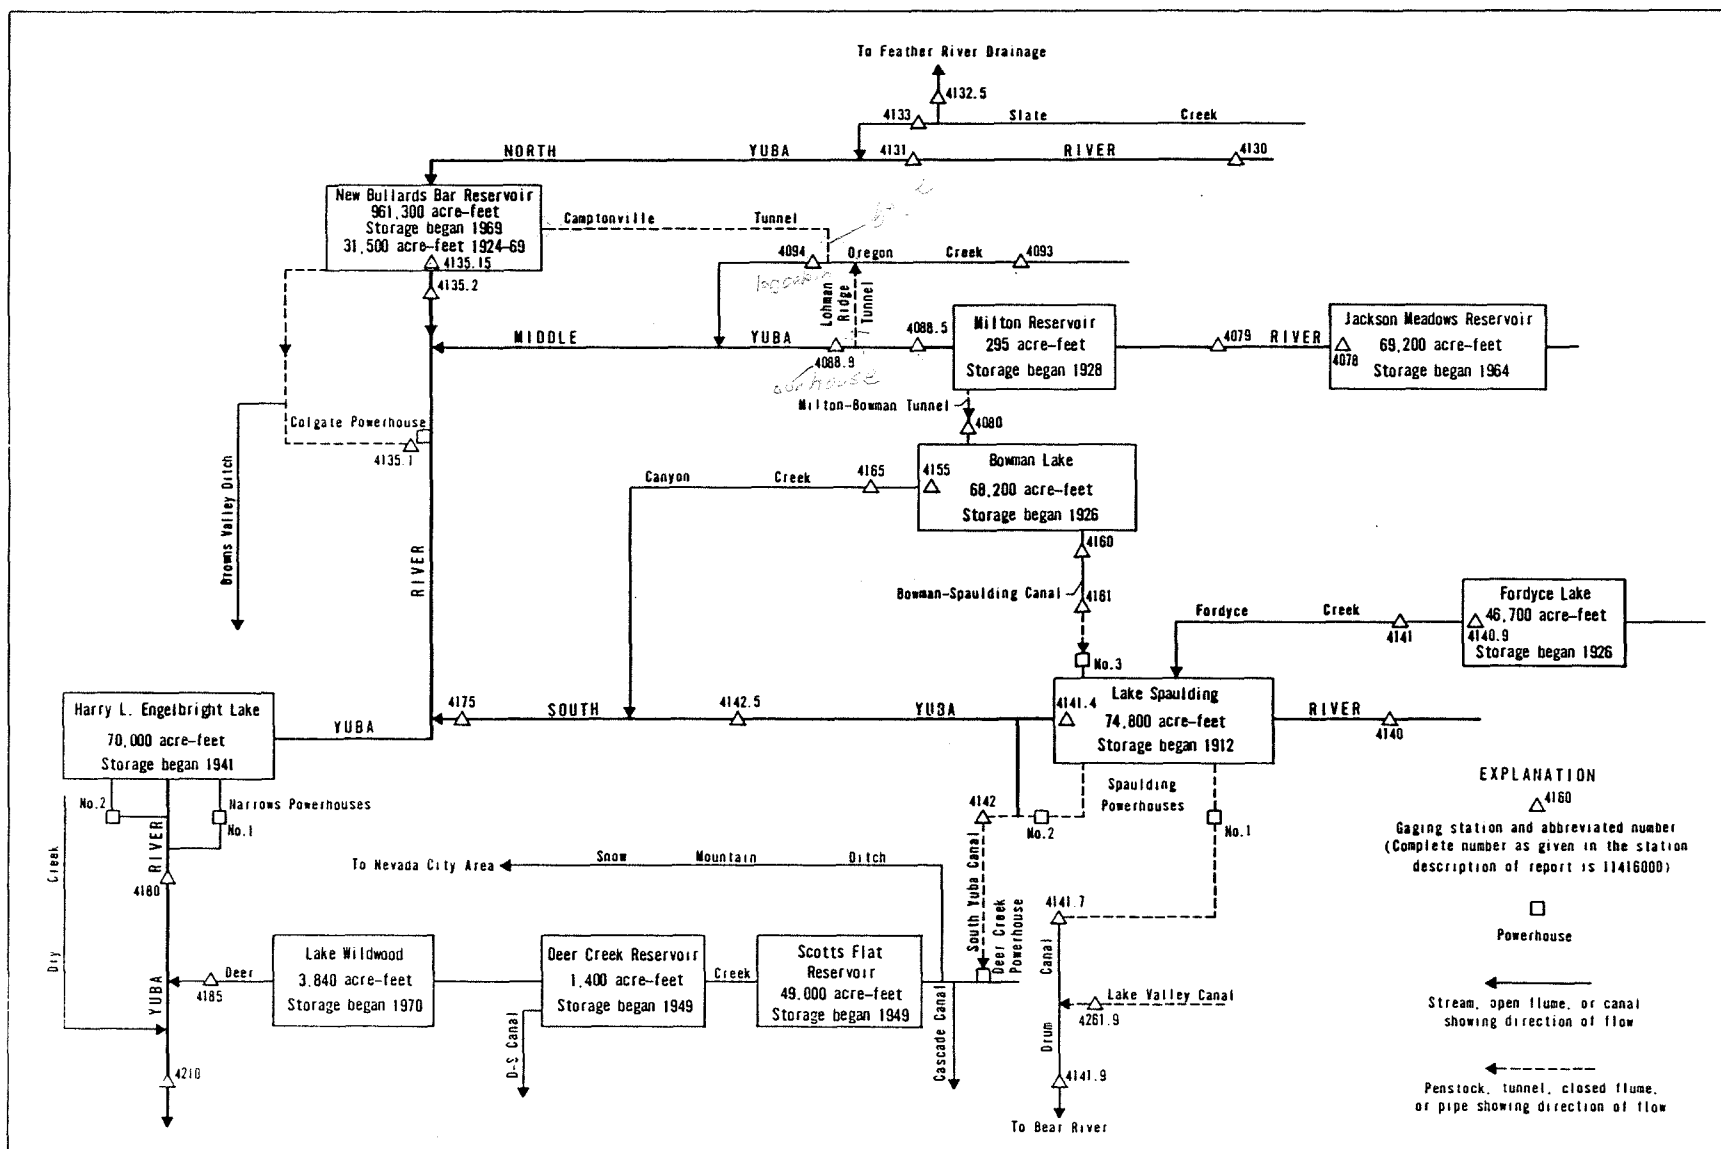 To Feather River Drainage
4132.5
4133
Slate Creek
NORTH YUBA RIVER
4131
4130
New Bullards Bar Reservoir
961,300 acre-feet
Storage began 1969
31,500 acre-feet 1924-69
4135.15
4135.2
Camptonville Tunnel
4094
Oregon Creek
4093
Lohman
Ridge
Tunnel
MIDDLE YUBA RIVER
4088.9
4088.5
Milton Reservoir
295 acre-feet
Storage began 1928
4079
Jackson Meadows Reservoir
69,200 acre-feet
4078
Storage began 1964
our house
Milton-Bowman Tunnel
4080
Colgate Powerhouse
4135.1
Browns Valley Ditch
Bowman Lake
4155
68,200 acre-feet
Storage began 1926
Canyon Creek
4165
4160
Bowman-Spaulding Canal
4161
No.3
RIVER
Fordyce Creek
4141
Fordyce Lake
46,700 acre-feet
4140.9
Storage began 1926
Lake Spaulding
4141.4
74,800 acre-feet
Storage began 1912
4175
SOUTH YUBA RIVER
4142.5
4140
Harry L. Engelbright Lake
70,000 acre-feet
Storage began 1941
YUBA
No.2
Narrows Powerhouses
No.1
RIVER
Dry Creek
4180
YUBA
4142
No.2
Spaulding
Powerhouses
No.1
South Yuba Canal
Deer Creek
Powerhouse
To Nevada City Area
Snow Mountain Ditch
4141.7
Lake Wildwood
3,840 acre-feet
Storage began 1970
Deer Creek Reservoir
1,400 acre-feet
Storage began 1949
Scotts Flat
Reservoir
49,000 acre-feet
Storage began 1949
Deer Creek
4185
D-S Canal
Cascade Canal
Drum Canal
Lake Valley Canal
4261.9
4141.9
To Bear River
4210
EXPLANATION
4160
Gaging station and abbreviated number
(Complete number as given in the station
description of report is 11416000)
Powerhouse
Stream, open flume, or canal
showing direction of flow
Penstock, tunnel, closed flume,
or pipe showing direction of flow